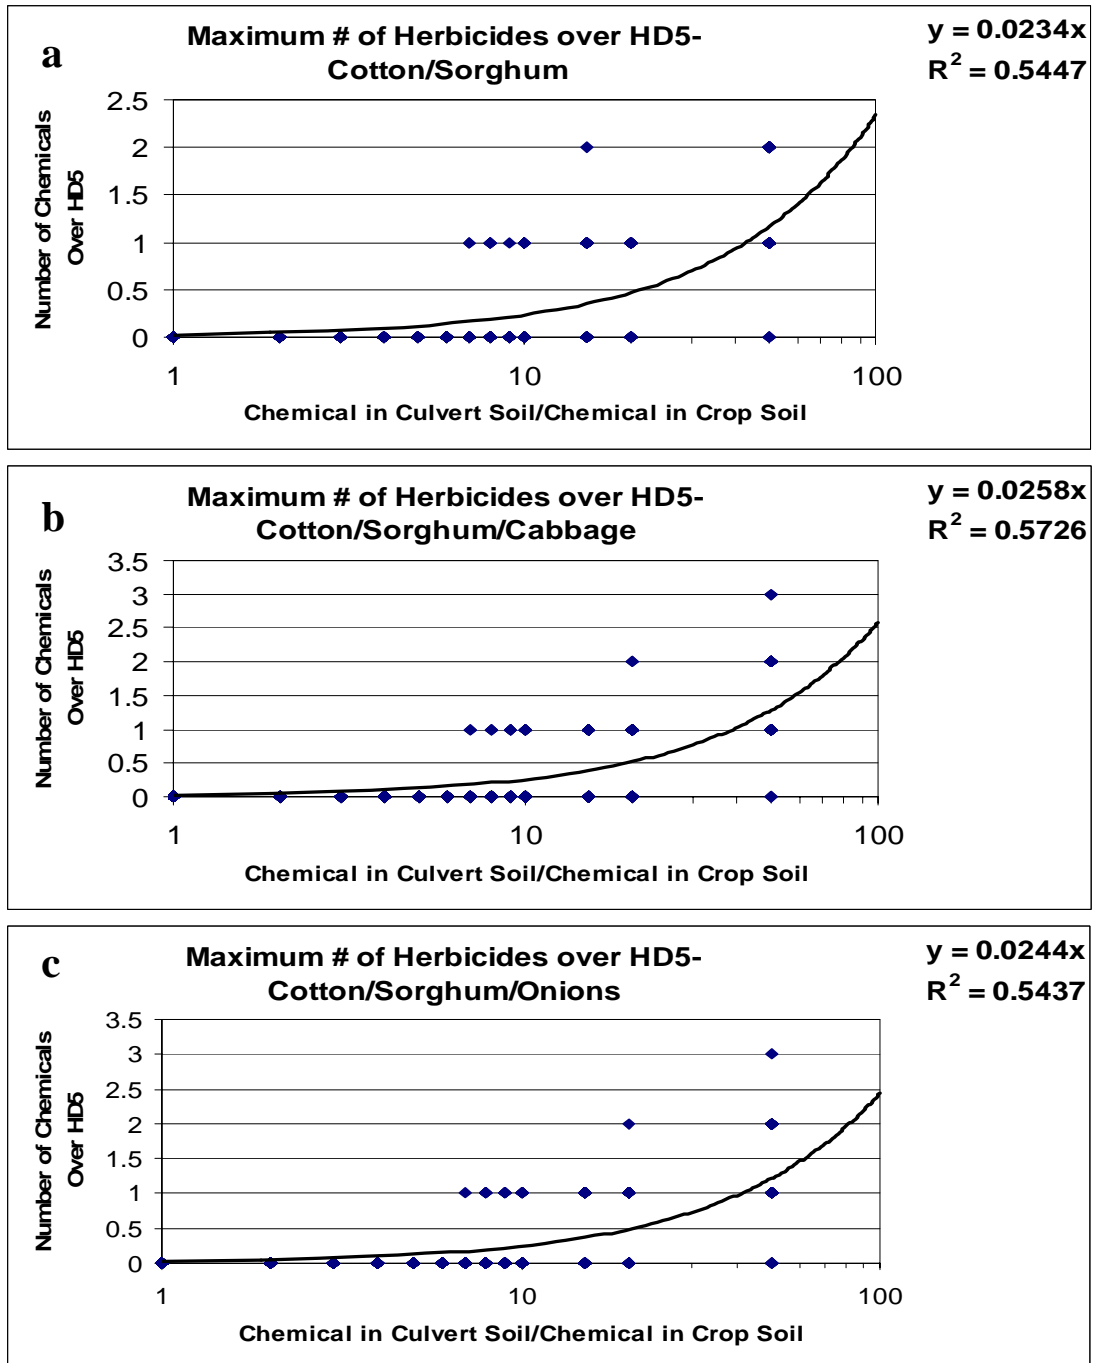 a
Maximum # of Herbicides over HD5-
Cotton/Sorghum
y = 0.0234x
R² = 0.5447
Number of Chemicals
Over HD5
2.5
2
1.5
1
0.5
0
1 10 100
Chemical in Culvert Soil/Chemical in Crop Soil
b
Maximum # of Herbicides over HD5-
Cotton/Sorghum/Cabbage
y = 0.0258x
R² = 0.5726
Number of Chemicals
Over HD5
3.5
3
2.5
2
1.5
1
0.5
0
1 10 100
Chemical in Culvert Soil/Chemical in Crop Soil
c
Maximum # of Herbicides over HD5-
Cotton/Sorghum/Onions
y = 0.0244x
R² = 0.5437
Number of Chemicals
Over HD5
3.5
3
2.5
2
1.5
1
0.5
0
1 10 100
Chemical in Culvert Soil/Chemical in Crop Soil